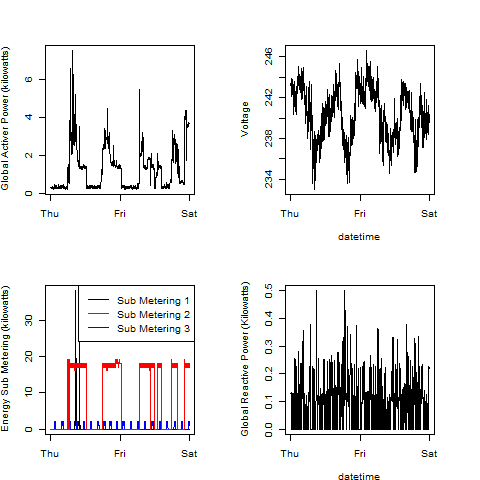 Global Activer Power (kilowatts)
0 2 4 6
Thu Fri Sat
Voltage
234 238 242 246
Thu Fri Sat
datetime
Energy Sub Metering (kilowatts)
0 10 20 30
Sub Metering 1
Sub Metering 2
Sub Metering 3
Thu Fri Sat
Global Reactive Power (Kilowatts)
0.0 0.1 0.2 0.3 0.4 0.5
Thu Fri Sat
datetime